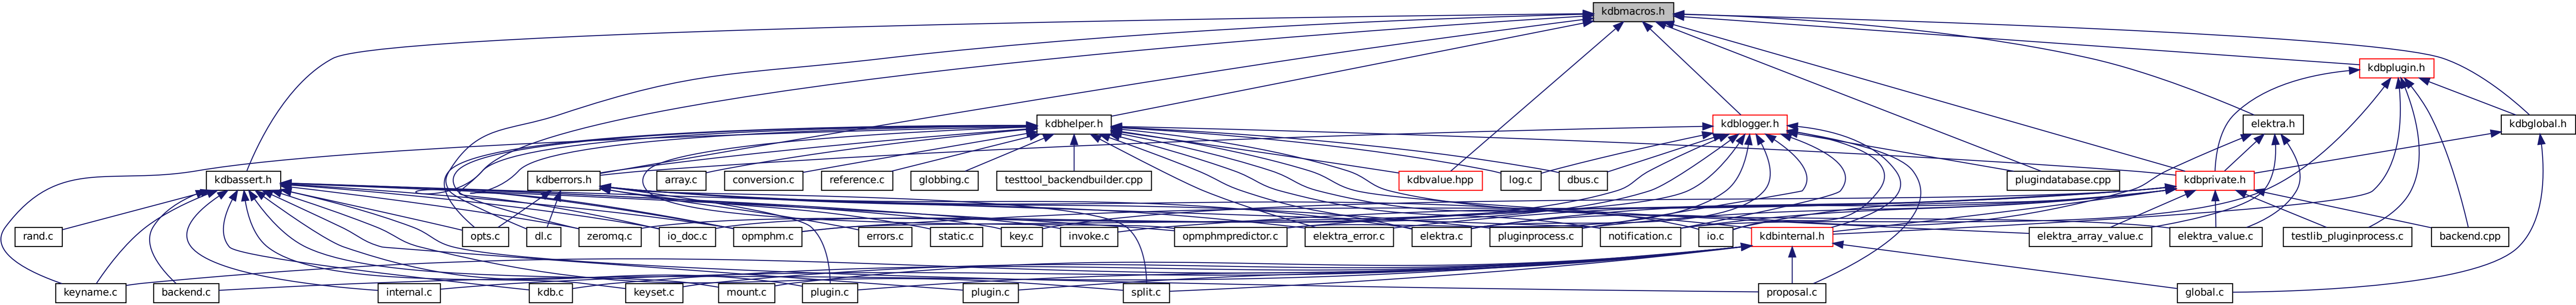 kdbmacros.h
kdbplugin.h
kdbhelper.h
kdblogger.h
elektra.h
kdbglobal.h
kdbassert.h
kdberrors.h
array.c
conversion.c
reference.c
globbing.c
testtool_backendbuilder.cpp
kdbvalue.hpp
log.c
dbus.c
plugindatabase.cpp
kdbprivate.h
rand.c
opts.c
dl.c
zeromq.c
io_doc.c
opmphm.c
errors.c
static.c
key.c
invoke.c
opmphmpredictor.c
elektra_error.c
elektra.c
pluginprocess.c
notification.c
io.c
kdbinternal.h
elektra_array_value.c
elektra_value.c
testlib_pluginprocess.c
backend.cpp
keyname.c
backend.c
internal.c
kdb.c
keyset.c
mount.c
plugin.c
plugin.c
split.c
proposal.c
global.c